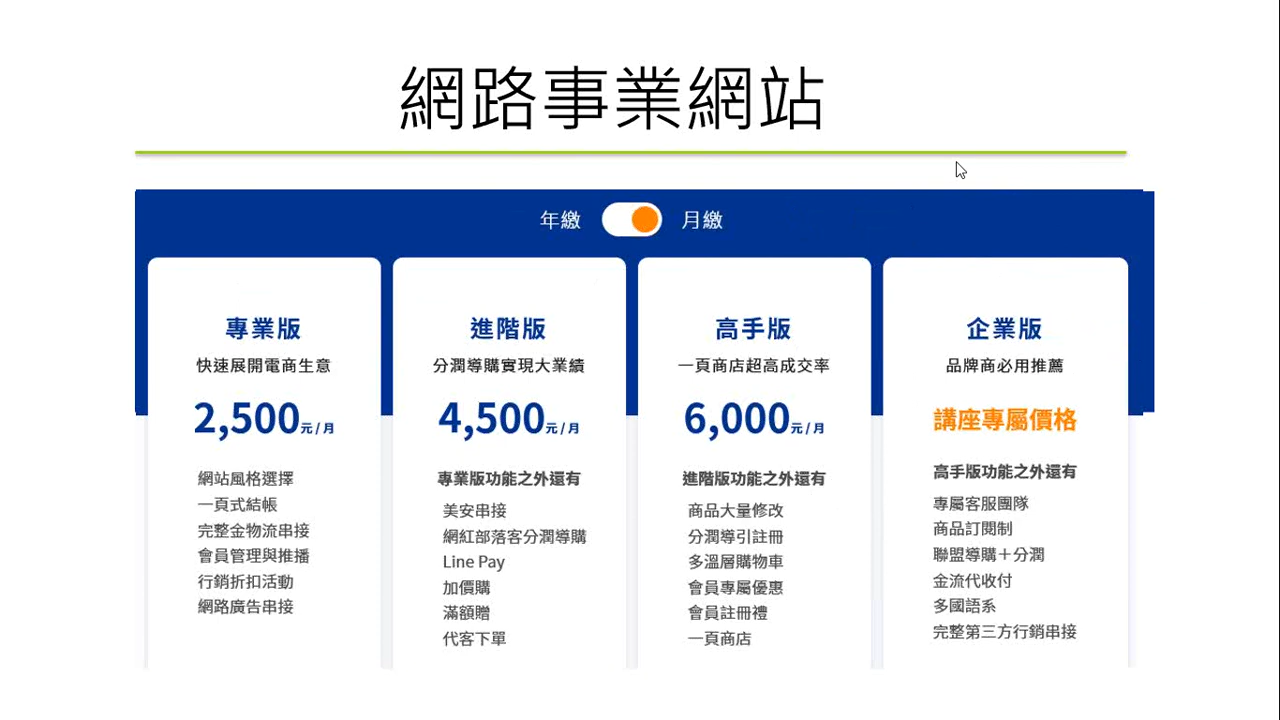 網路事業網站
年繳 月繳
專業版
快速展開電商生意
2,500元/月
網站風格選擇
一頁式結帳
完整金物流串接
會員管理與推播
行銷折扣活動
網路廣告串接
進階版
分潤導購實現大業績
4,500元/月
專業版功能之外還有
美安串接
網紅部落客分潤導購
Line Pay
加價購
滿額贈
代客下單
高手版
一頁商店超高成交率
6,000元/月
進階版功能之外還有
商品大量修改
分潤導引註冊
多溫層購物車
會員專屬優惠
會員註冊禮
一頁商店
企業版
品牌商必用推薦
講座專屬價格
高手版功能之外還有
專屬客服團隊
商品訂閱制
聯盟導購＋分潤
金流代收付
多國語系
完整第三方行銷串接